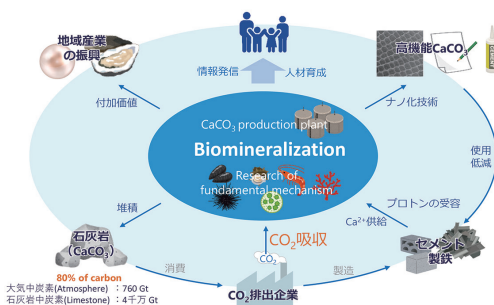 地域産業
の振興
高機能CaCO₃
情報発信
人材育成
付加価値
ナノ化技術
CaCO₃ production plant
Biomineralization
Research of
fundamental mechanism
使用
低減
堆積
プロトンの受容
Ca²⁺供給
石灰岩
(CaCO₃)
CO₂吸収
セメント
製鉄
80% of carbon
消費
CO₂
製造
大気中炭素(Atmosphere) ：760 Gt
石灰岩中炭素(Limestone)：4千万 Gt
CO₂排出企業